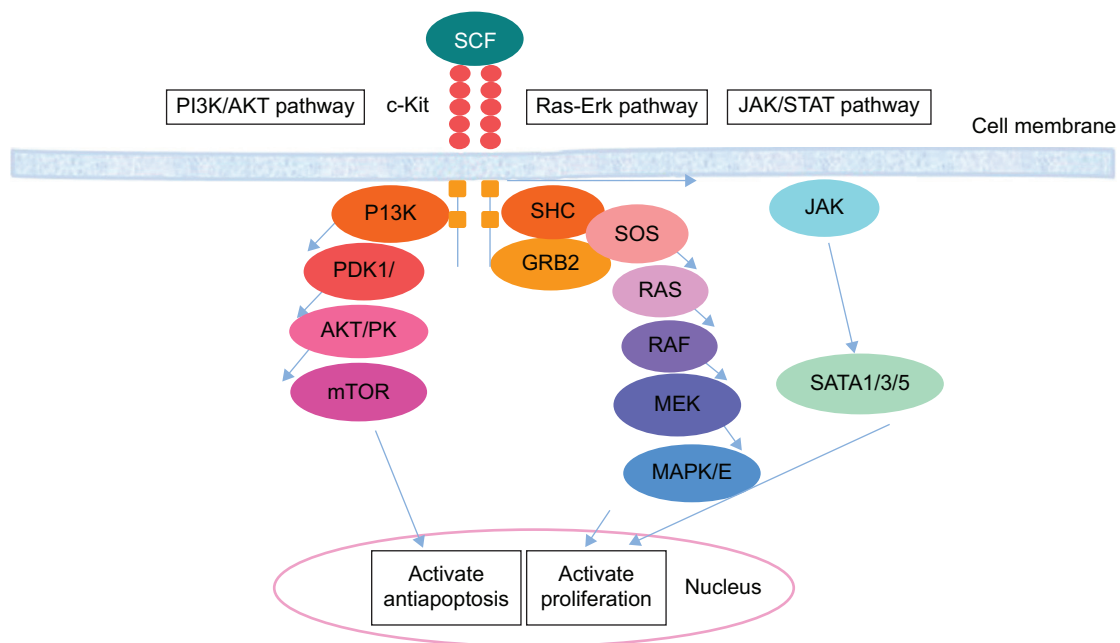 SCF
PI3K/AKT pathway
c-Kit
Ras-Erk pathway
JAK/STAT pathway
Cell membrane
P13K
SHC
JAK
SOS
PDK1/
GRB2
RAS
AKT/PK
RAF
mTOR
SATA1/3/5
MEK
MAPK/E
Activate
antiapoptosis
Activate
proliferation
Nucleus